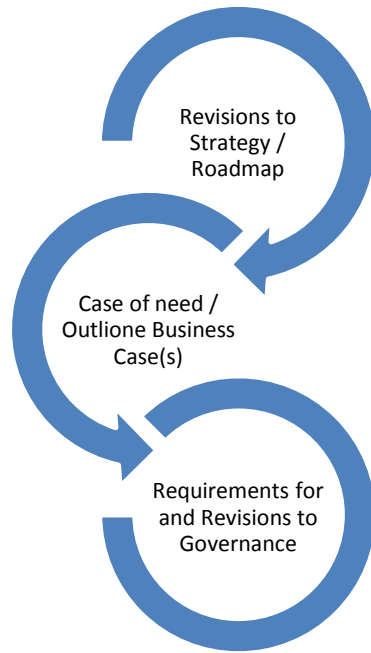 Revisions to
Strategy /
Roadmap
Case of need /
Outlione Business
Case(s)
Requirements for
and Revisions to
Governance